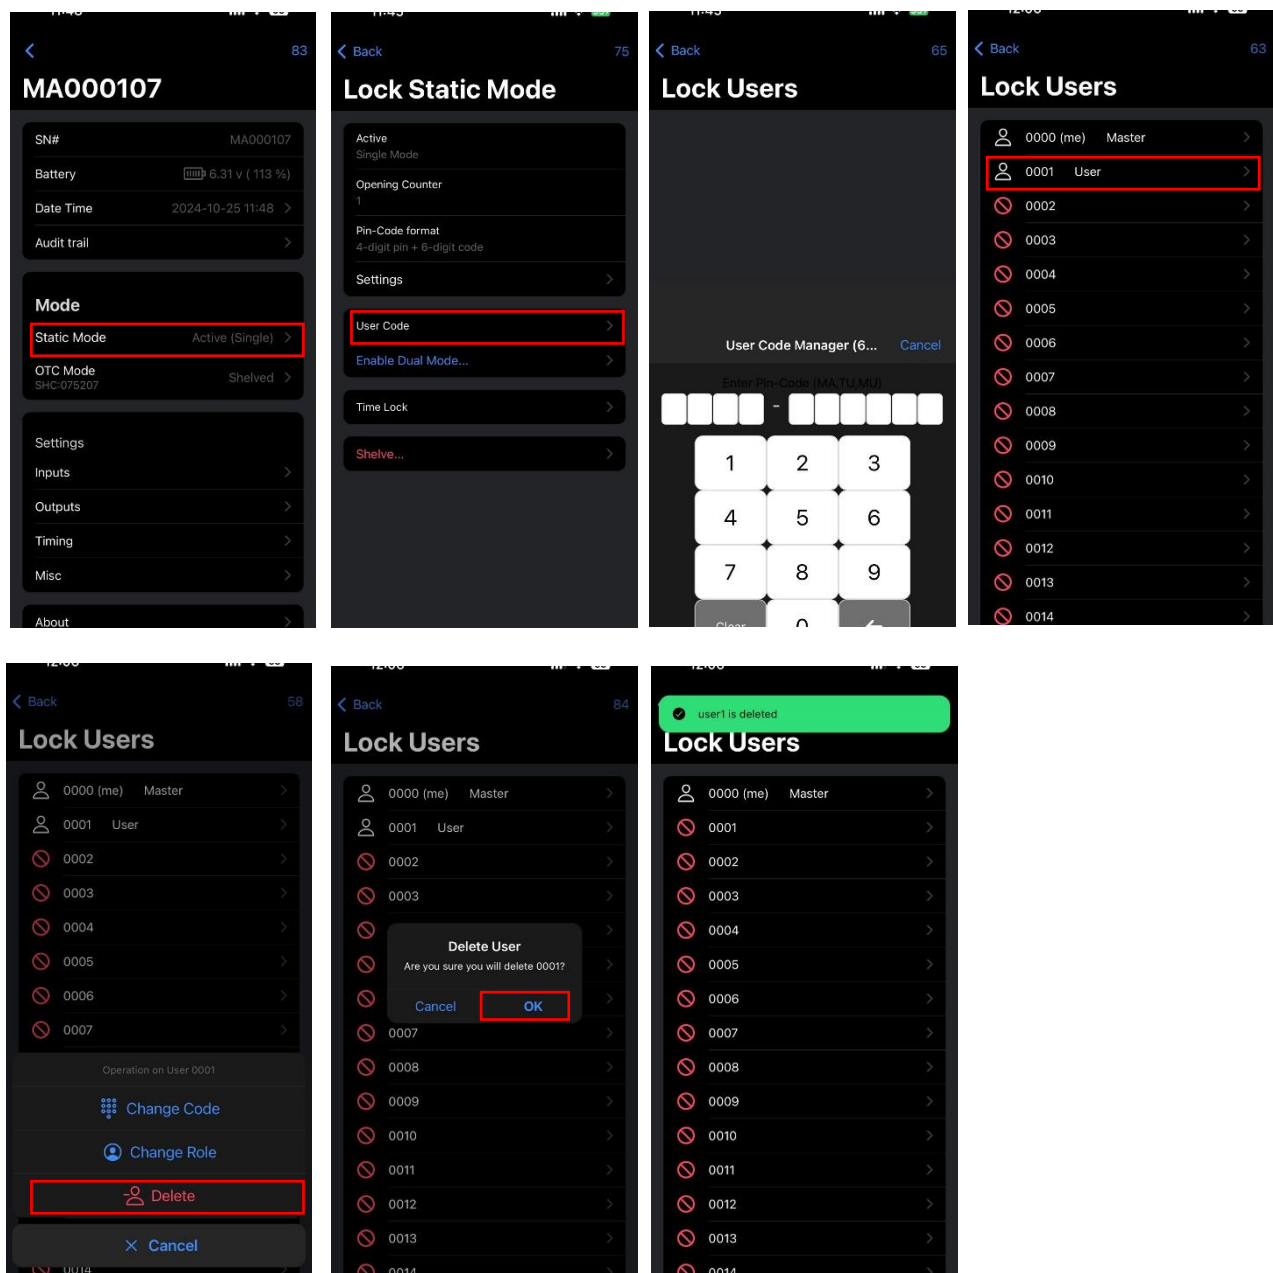 83
MA000107
SN# MA000107
Battery 6.31 v ( 113 %)
Date Time 2024-10-25 11:48
Audit trail
Mode
Static Mode Active (Single)
OTC Mode Shelved
SHC:075207
Settings
Inputs
Outputs
Timing
Misc
About
Back 75
Lock Static Mode
Active
Single Mode
Opening Counter
1
Pin-Code format
4-digit pin + 6-digit code
Settings
User Code
Enable Dual Mode...
Time Lock
Shelve...
Back 65
Lock Users
User Code Manager (6... Cancel
Enter Pin-Code (MA,TU,MU)
-
1 2 3
4 5 6
7 8 9
Clear 0
Back 63
Lock Users
0000 (me) Master
0001 User
0002
0003
0004
0005
0006
0007
0008
0009
0010
0011
0012
0013
0014
Back 58
Lock Users
0000 (me) Master
0001 User
0002
0003
0004
0005
0006
0007
Operation on User 0001
Change Code
Change Role
Delete
Cancel
0014
Back 84
Lock Users
0000 (me) Master
0001 User
0002
0003
Delete User
Are you sure you will delete 0001?
Cancel OK
0007
0008
0009
0010
0011
0012
0013
0014
user1 is deleted
Lock Users
0000 (me) Master
0001
0002
0003
0004
0005
0006
0007
0008
0009
0010
0011
0012
0013
0014